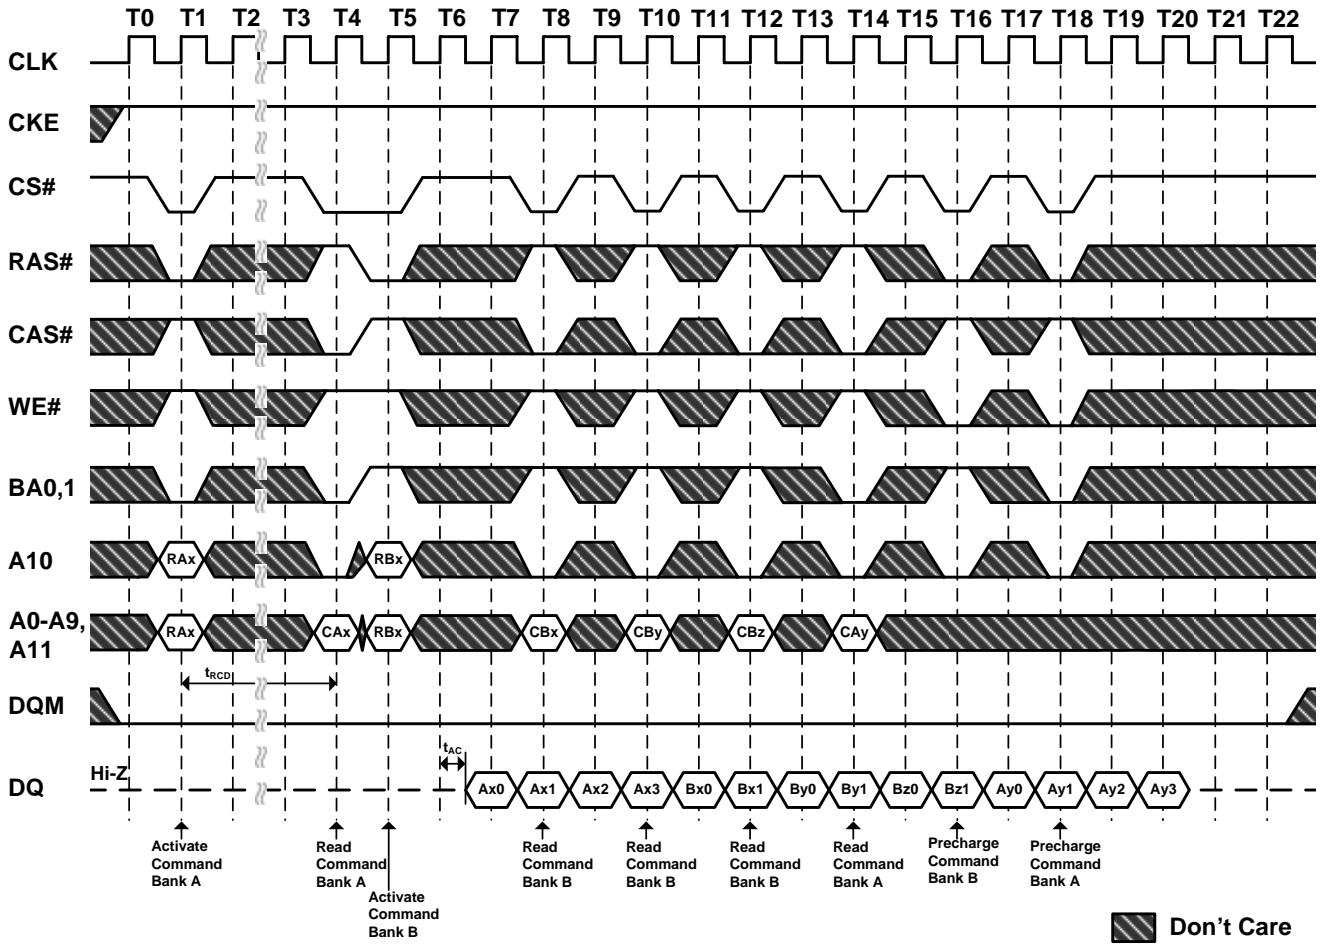 T0 T1 T2 T3 T4 T5 T6 T7 T8 T9 T10 T11 T12 T13 T14 T15 T16 T17 T18 T19 T20 T21 T22
CLK
CKE
CS#
RAS#
CAS#
WE#
BA0,1
A10
RAx RBx
A0-A9,
A11
RAx CAx RBx CBx CBy CBz CAy
tRCD
DQM
tAC
Hi-Z
DQ
Ax0 Ax1 Ax2 Ax3 Bx0 Bx1 By0 By1 Bz0 Bz1 Ay0 Ay1 Ay2 Ay3
Activate
Command
Bank A
Read
Command
Bank A
Activate
Command
Bank B
Read
Command
Bank B
Read
Command
Bank B
Read
Command
Bank B
Read
Command
Bank A
Precharge
Command
Bank B
Precharge
Command
Bank A
Don't Care